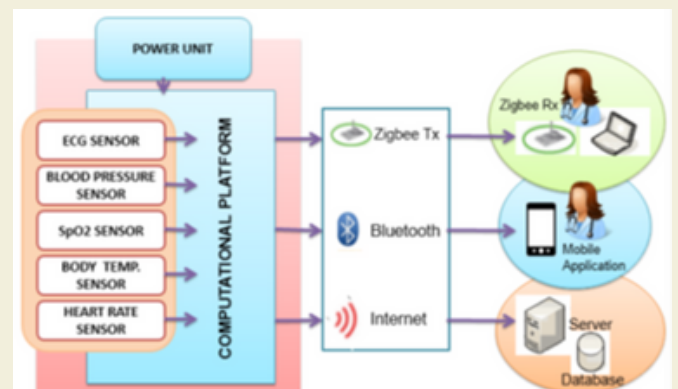 POWER UNIT
ECG SENSOR
BLOOD PRESSURE
SENSOR
SpO2 SENSOR
BODY TEMP.
SENSOR
HEART RATE
SENSOR
COMPUTATIONAL PLATFORM
Zigbee Tx
Bluetooth
Internet
Zigbee Rx
Mobile
Application
Server
Database